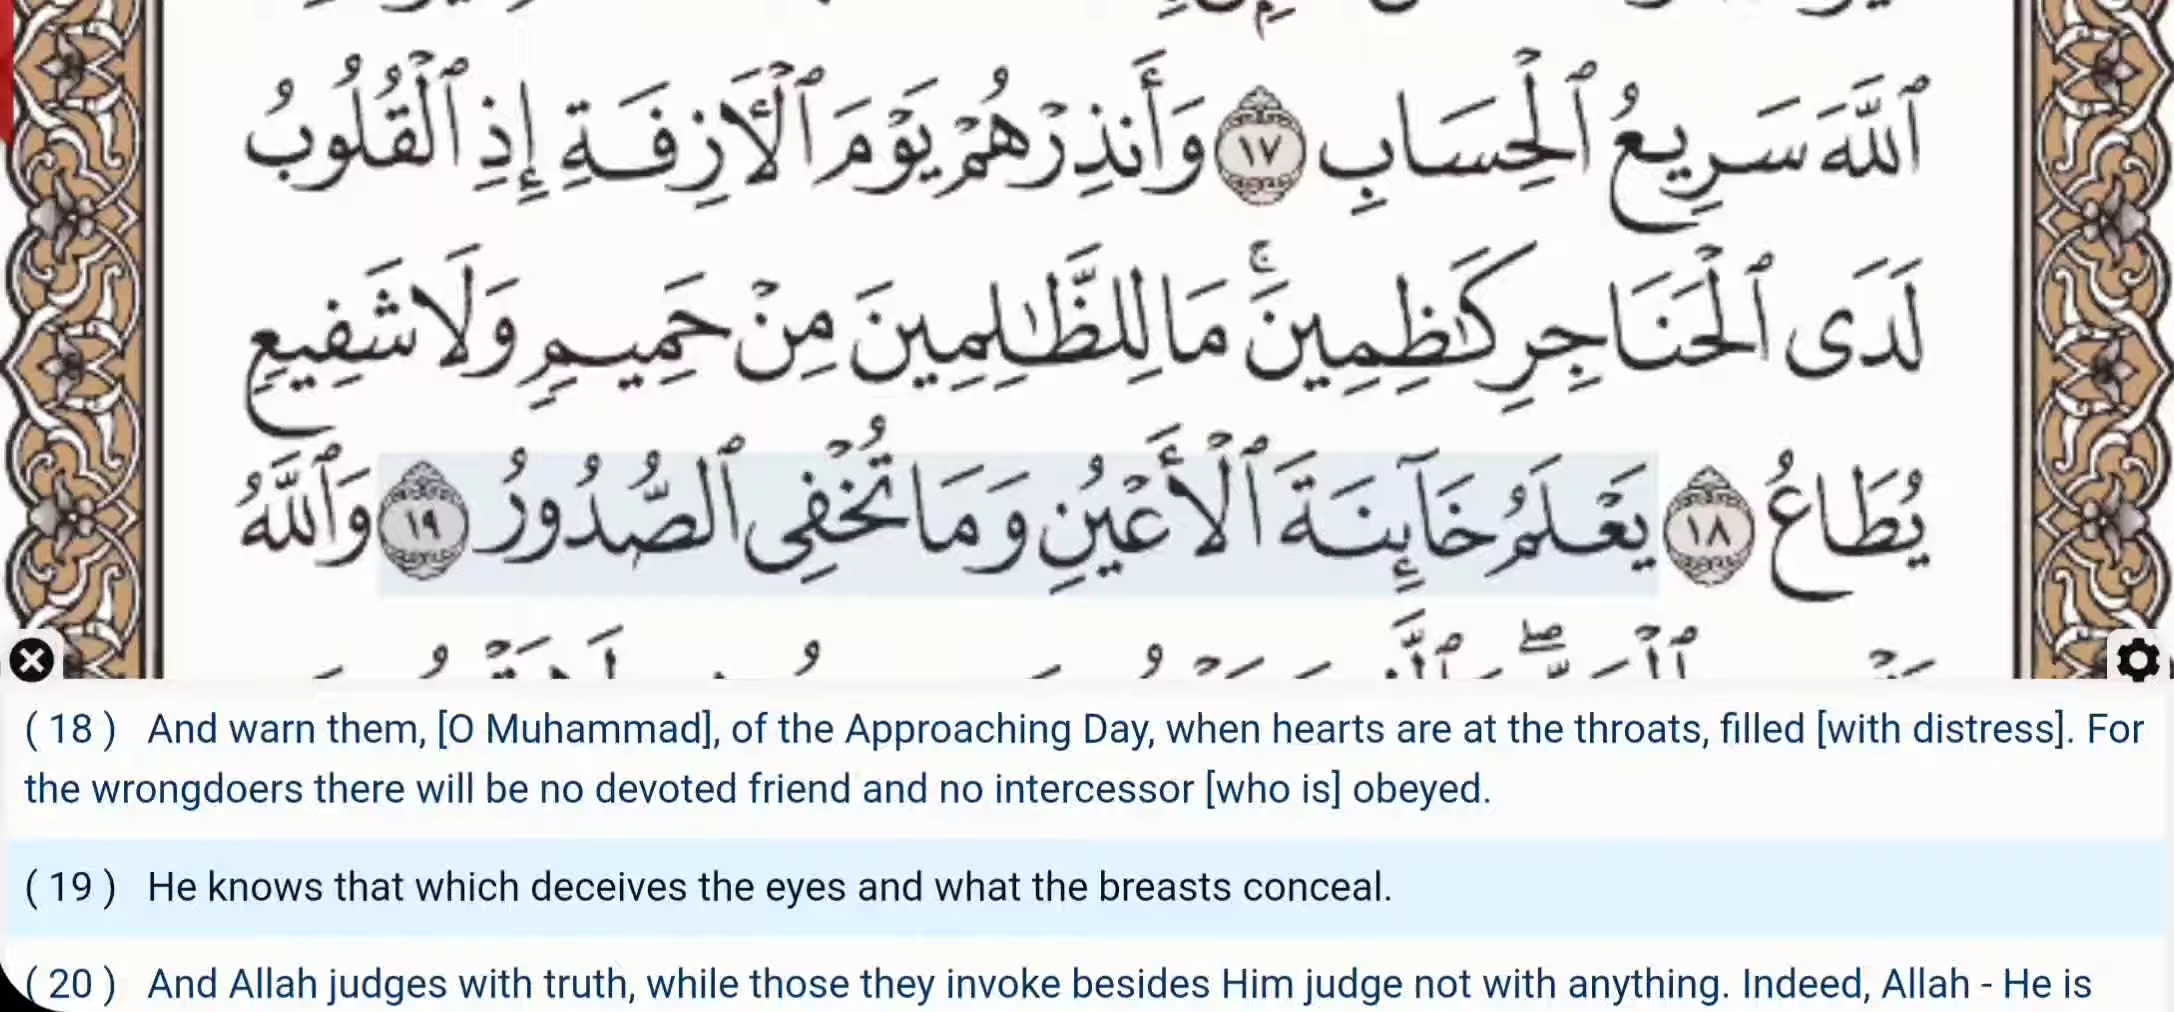 ٱللَّهَ سَرِيعُ ٱلْحِسَابِ ١٧ وَأَنذِرْهُمْ يَوْمَ ٱلْأَزِفَةِ إِذِ ٱلْقُلُوبُ
لَدَى ٱلْحَنَاجِرِ كَٰظِمِينَ ۚ مَا لِلظَّٰلِمِينَ مِنْ حَمِيمٍ وَلَا شَفِيعٍ
يُطَاعُ ١٨ يَعْلَمُ خَآئِنَةَ ٱلْأَعْيُنِ وَمَا تُخْفِى ٱلصُّدُورُ ١٩ وَٱللَّهُ
( 18 ) And warn them, [O Muhammad], of the Approaching Day, when hearts are at the throats, filled [with distress]. For
the wrongdoers there will be no devoted friend and no intercessor [who is] obeyed.
( 19 ) He knows that which deceives the eyes and what the breasts conceal.
( 20 ) And Allah judges with truth, while those they invoke besides Him judge not with anything. Indeed, Allah - He is